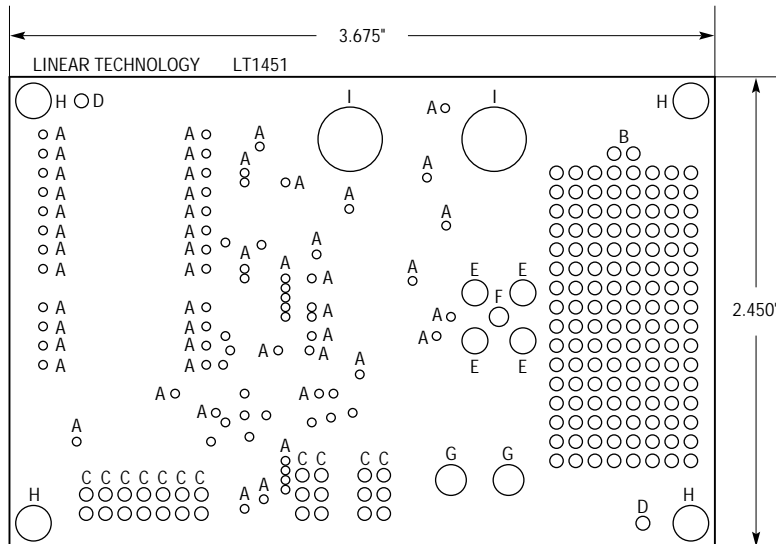 3.675"
LINEAR TECHNOLOGY LT1451
H D I I A H
A A A B
A A A A
A A A A
A A A
A A A A
A A A
A A A A
A A A A E E
A A A F
A A A A
A A A A A
A A E E
A
A A
A
A
A
C C C C C C C C C C C G G
A A
H D H
2.450"